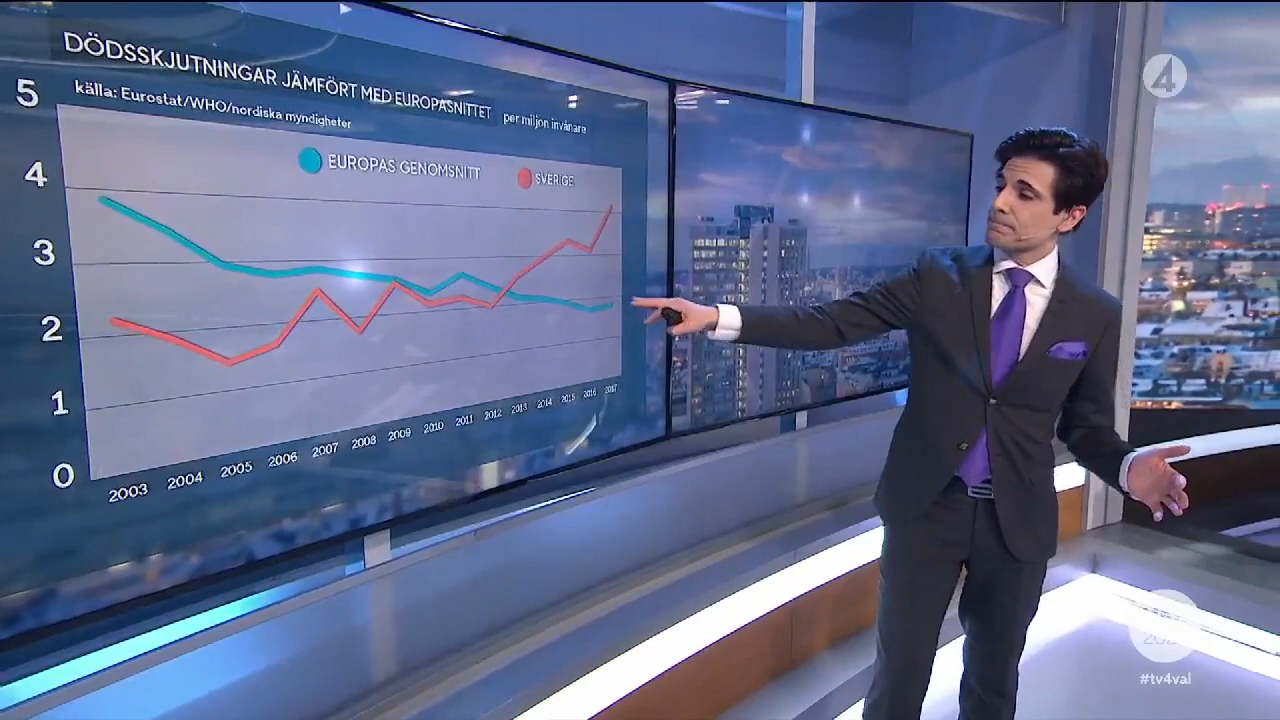 DÖDSSKJUTNINGAR JÄMFÖRT MED EUROPASNITTET per miljon invånare
källa: Eurostat/WHO/nordiska myndigheter
EUROPAS GENOMSNITT SVERIGE
5
4
3
2
1
0
2003 2004 2005 2006 2007 2008 2009 2010 2011 2012 2013 2014 2015 2016 2017
4
#tv4val